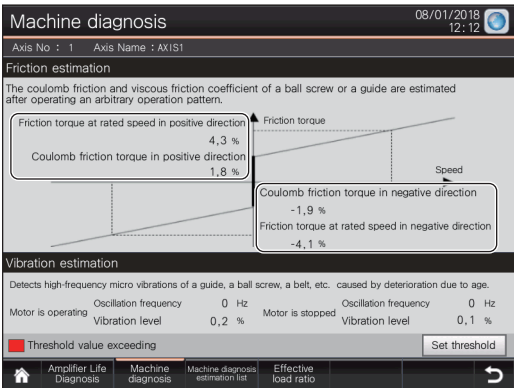 Machine diagnosis
08/01/2018
12:12
Axis No : 1 Axis Name : AXIS1
Friction estimation
The coulomb friction and viscous friction coefficient of a ball screw or a guide are estimated
after operating an arbitrary operation pattern.
Friction torque at rated speed in positive direction
4,3 %
Coulomb friction torque in positive direction
1,8 %
Friction torque
Speed
Coulomb friction torque in negative direction
-1,9 %
Friction torque at rated speed in negative direction
-4,1 %
Vibration estimation
Detects high-frequency micro vibrations of a guide, a ball screw, a belt, etc. caused by deterioration due to age.
Motor is operating
Oscillation frequency 0 Hz
Vibration level 0,2 %
Motor is stopped
Oscillation frequency 0 Hz
Vibration level 0,1 %
Threshold value exceeding
Set threshold
Amplifier Life
Diagnosis
Machine
diagnosis
Machine diagnosis
estimation list
Effective
load ratio